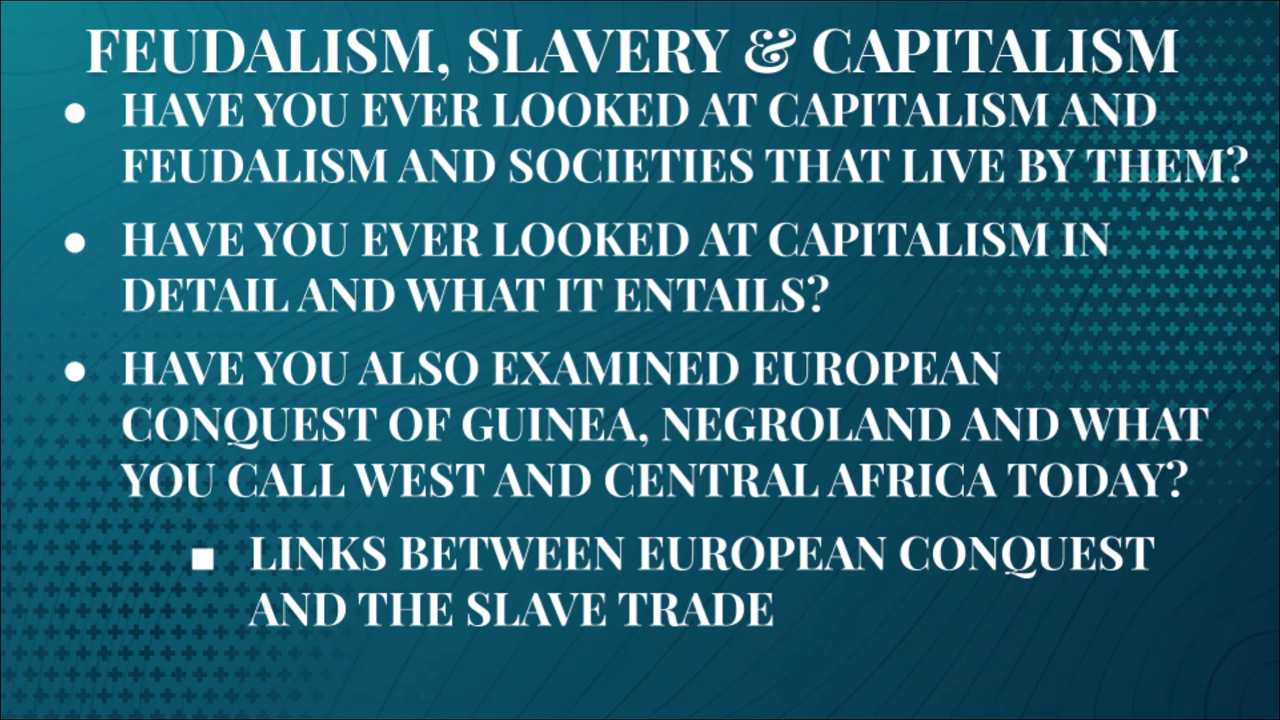 FEUDALISM, SLAVERY & CAPITALISM
● HAVE YOU EVER LOOKED AT CAPITALISM AND
FEUDALISM AND SOCIETIES THAT LIVE BY THEM?
● HAVE YOU EVER LOOKED AT CAPITALISM IN
DETAIL AND WHAT IT ENTAILS?
● HAVE YOU ALSO EXAMINED EUROPEAN
CONQUEST OF GUINEA, NEGROLAND AND WHAT
YOU CALL WEST AND CENTRAL AFRICA TODAY?
■ LINKS BETWEEN EUROPEAN CONQUEST
AND THE SLAVE TRADE